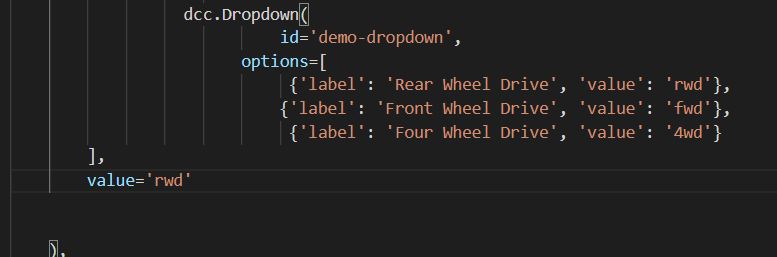 dcc.Dropdown(
id='demo-dropdown',
options=[
{'label': 'Rear Wheel Drive', 'value': 'rwd'},
{'label': 'Front Wheel Drive', 'value': 'fwd'},
{'label': 'Four Wheel Drive', 'value': '4wd'}
],
value='rwd'
),